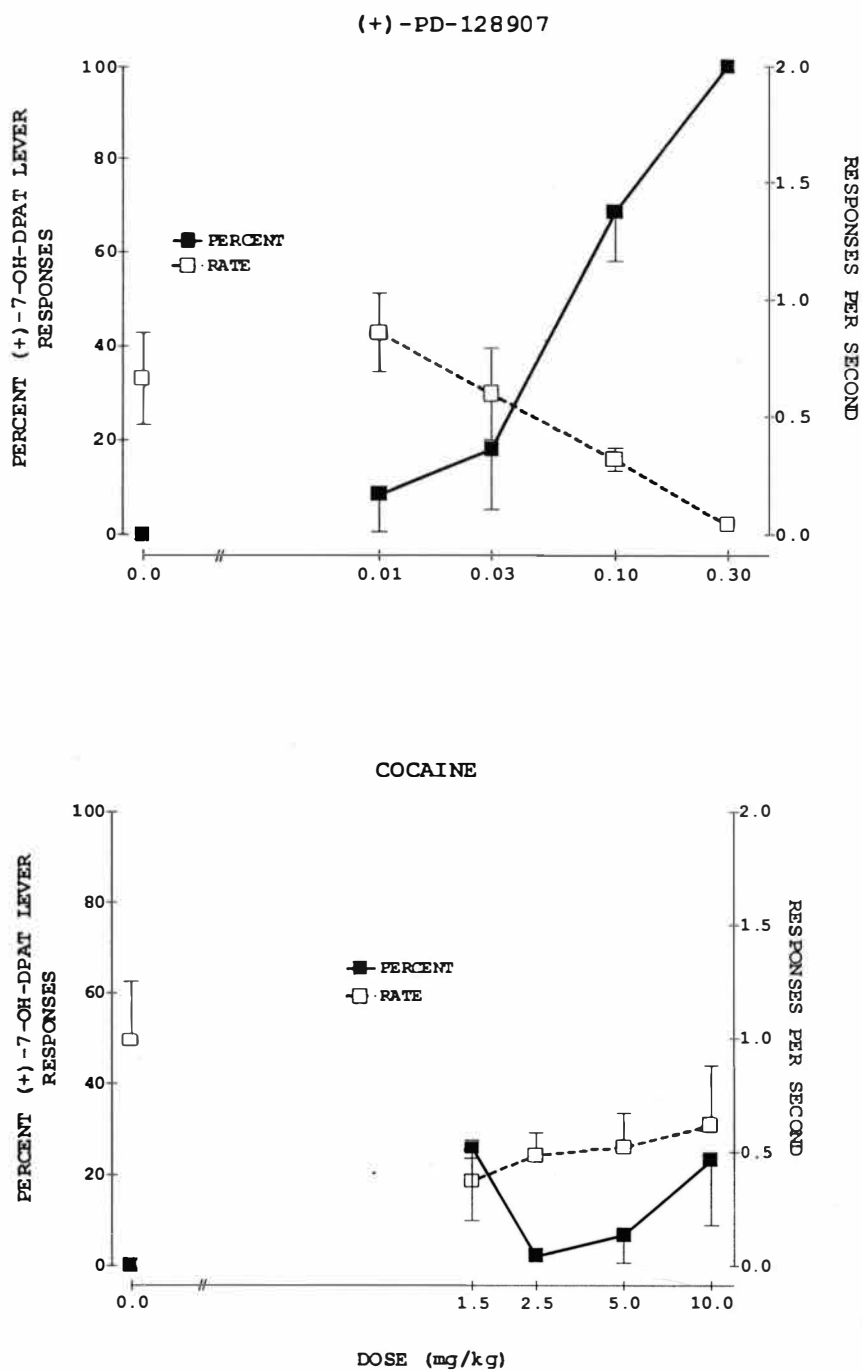 (+)-PD-128907
100
80
60
40
20
0
PERCENT (+)-7-OH-DPAT LEVER
RESPONSES
PERCENT
RATE
2.0
1.5
1.0
0.5
0.0
RESPONSES PER SECOND
0.0
0.01
0.03
0.10
0.30
COCAINE
100
80
60
40
20
0
PERCENT (+)-7-OH-DPAT LEVER
RESPONSES
PERCENT
RATE
2.0
1.5
1.0
0.5
0.0
RESPONSES PER SECOND
0.0
1.5
2.5
5.0
10.0
DOSE (mg/kg)